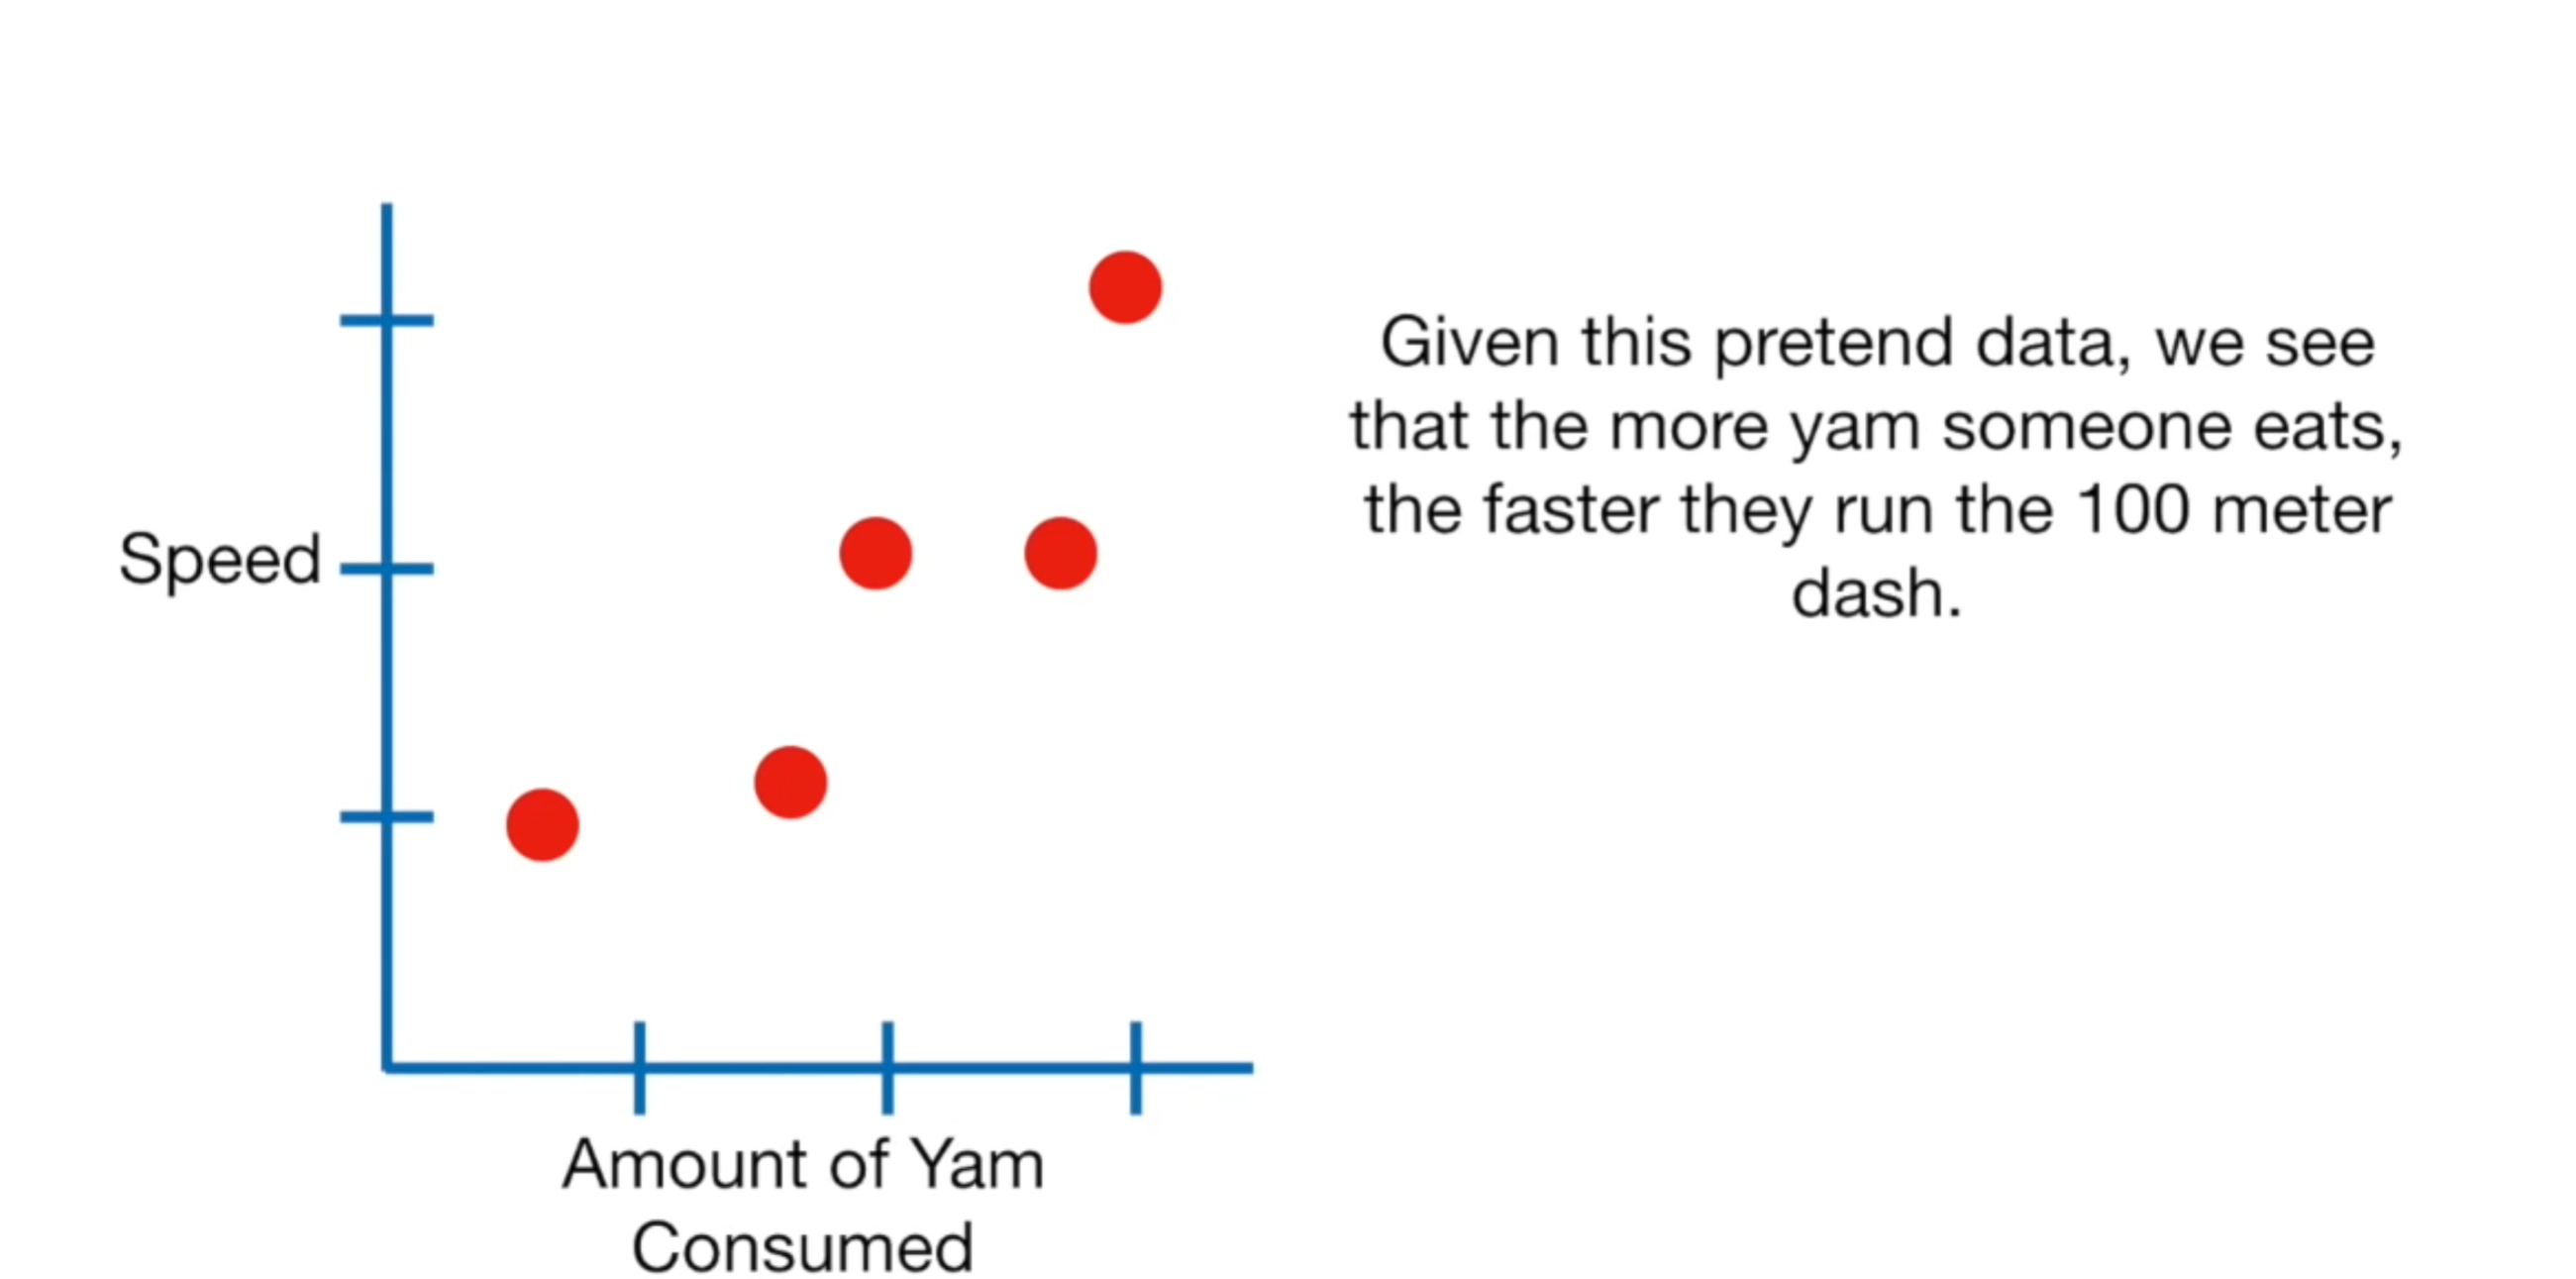 Given this pretend data, we see
that the more yam someone eats,
the faster they run the 100 meter
dash.
Speed
Amount of Yam
Consumed